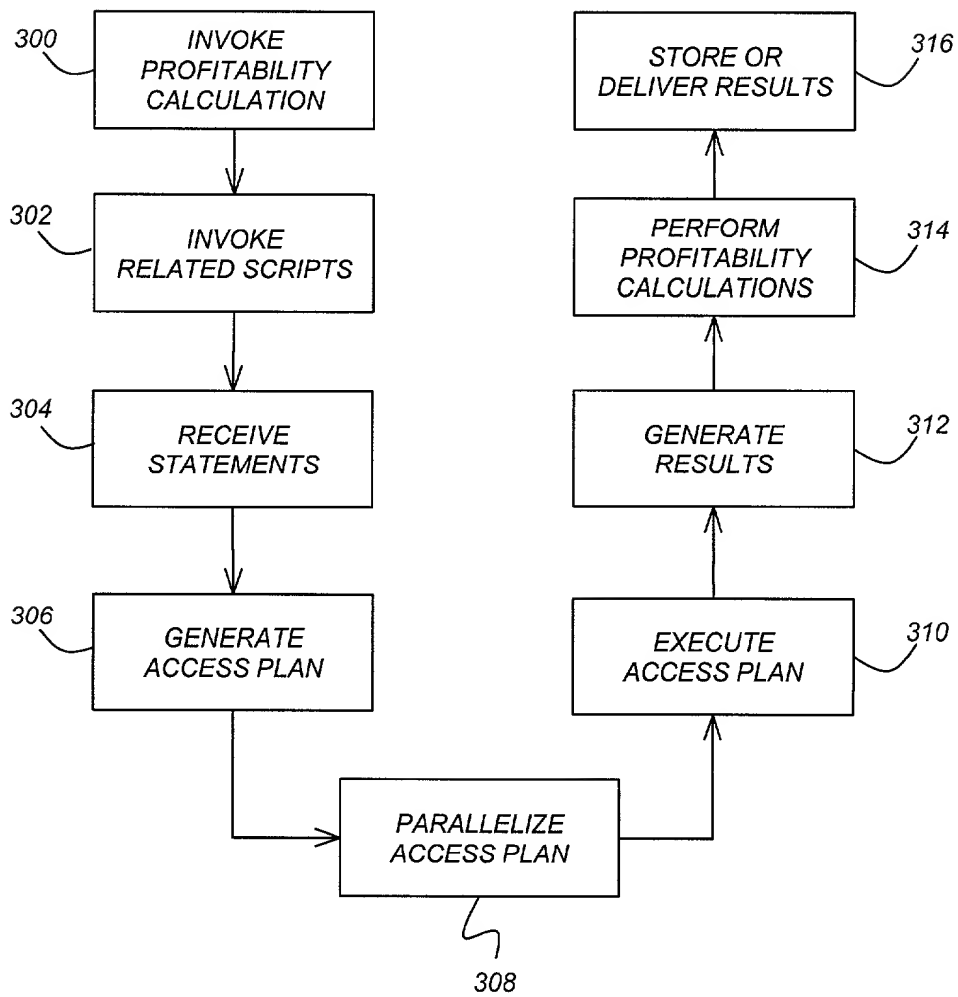 300
INVOKE
PROFITABILITY
CALCULATION
302
INVOKE
RELATED SCRIPTS
304
RECEIVE
STATEMENTS
306
GENERATE
ACCESS PLAN
PARALLELIZE
ACCESS PLAN
308
EXECUTE
ACCESS PLAN
310
GENERATE
RESULTS
312
PERFORM
PROFITABILITY
CALCULATIONS
314
STORE OR
DELIVER RESULTS
316